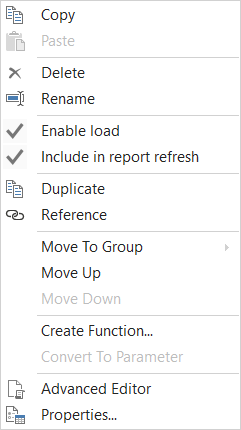 Copy
Paste
Delete
Rename
Enable load
Include in report refresh
Duplicate
Reference
Move To Group
Move Up
Move Down
Create Function...
Convert To Parameter
Advanced Editor
Properties...